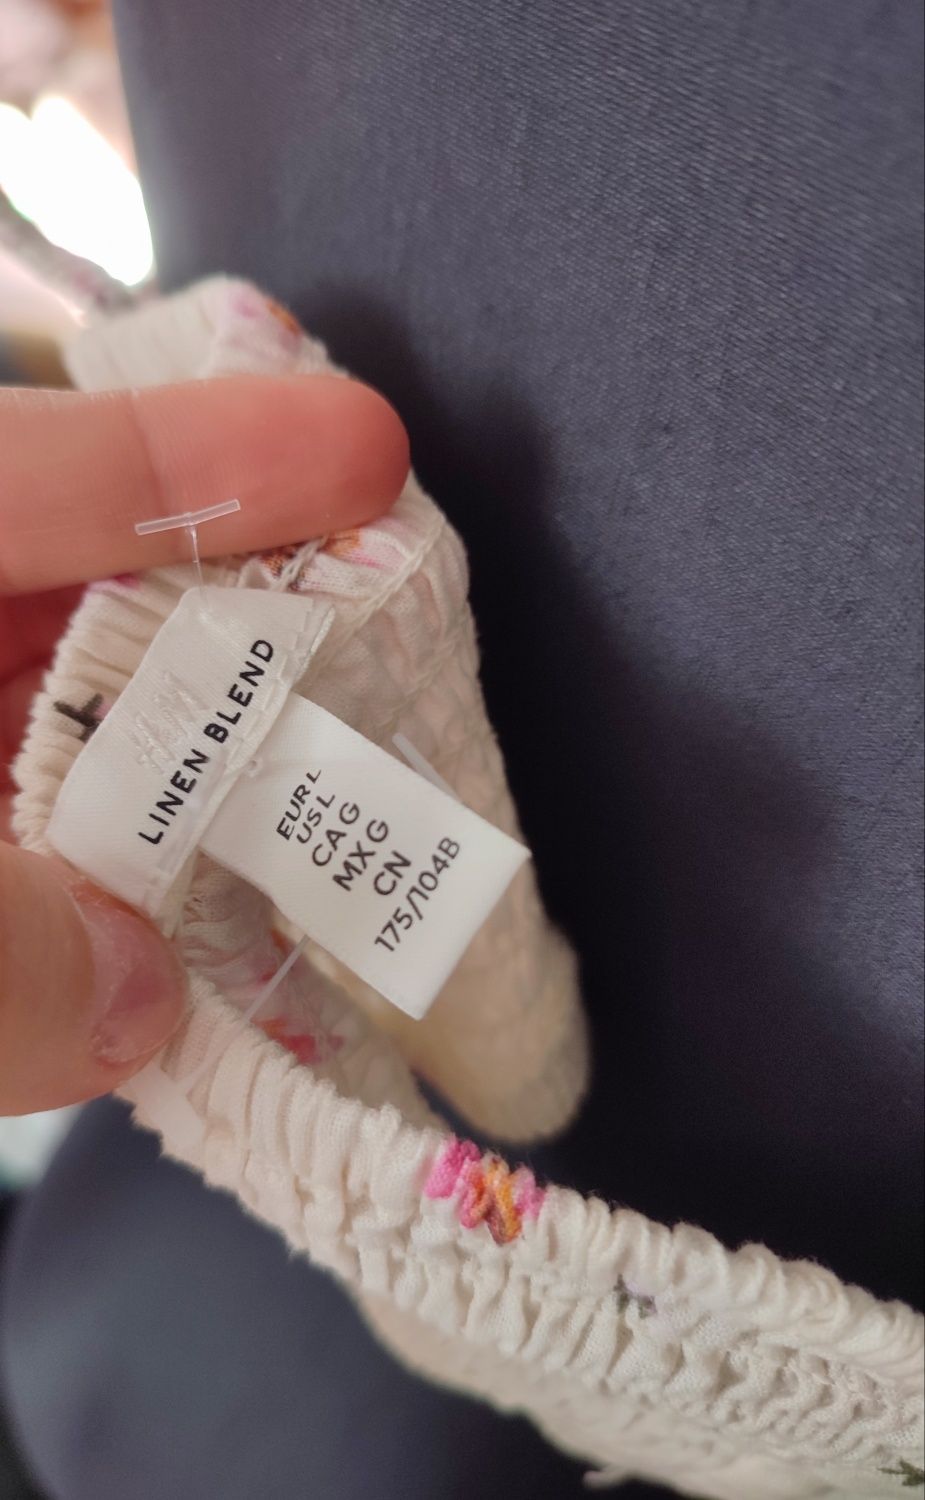 H&M
LINEN BLEND
EUR L
US L
CA G
MX G
CN
175/104B